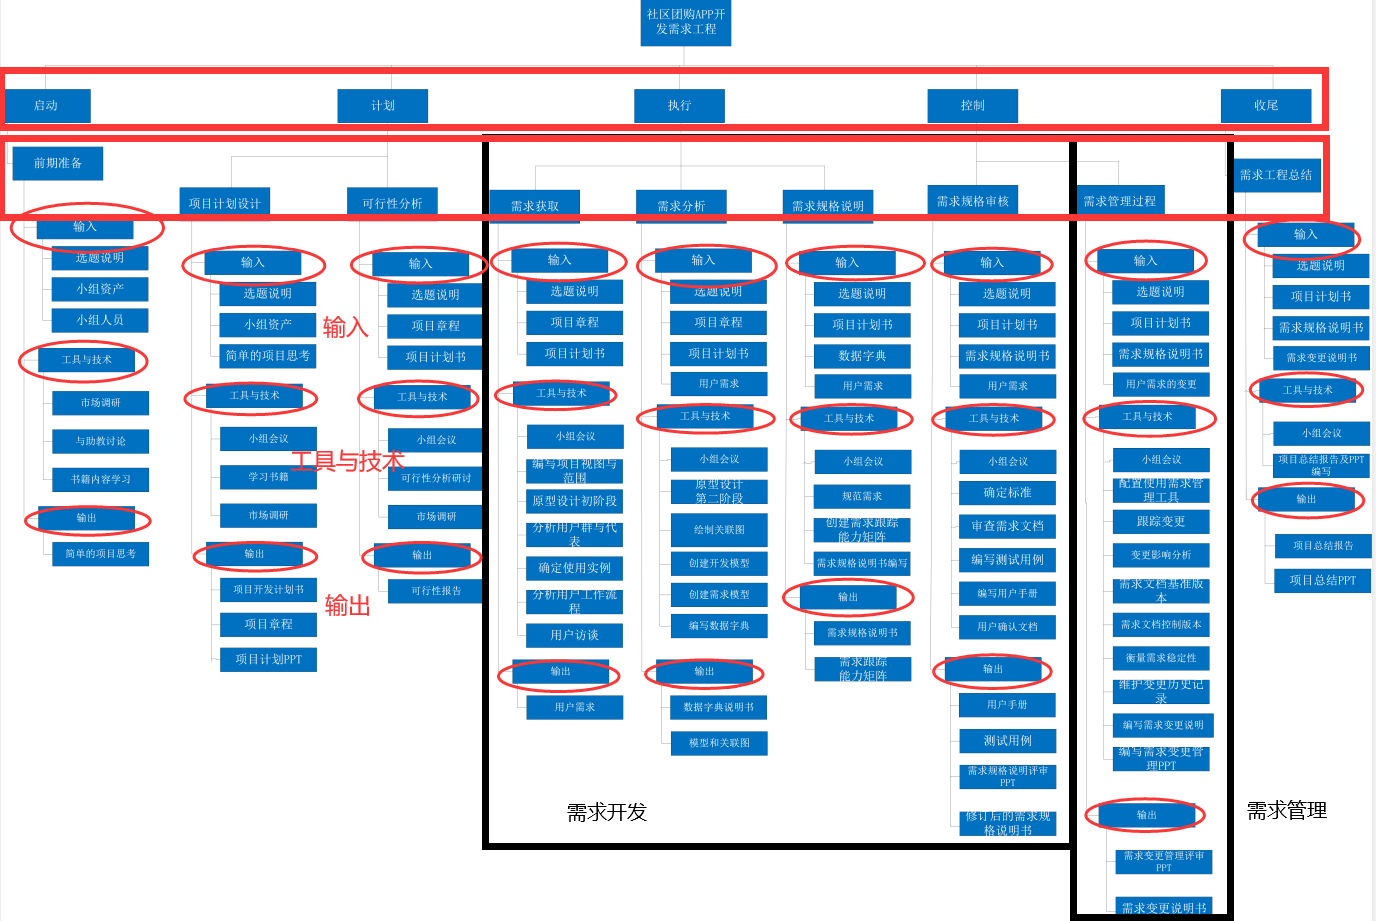 社区团购APP开
发需求工程
启动
计划
执行
控制
收尾
前期准备
输入
选题说明
小组资产
小组人员
工具与技术
市场调研
与助教讨论
书籍内容学习
输出
简单的项目思考
项目计划设计
输入
选题说明
小组资产
简单的项目思考
工具与技术
小组会议
学习书籍
市场调研
输出
项目开发计划书
项目章程
项目计划PPT
输入
工具与技术
输出
可行性分析
输入
选题说明
项目章程
项目计划书
工具与技术
小组会议
可行性分析研讨
市场调研
输出
可行性报告
需求获取
输入
选题说明
项目章程
项目计划书
工具与技术
小组会议
编写项目视图与
范围
原型设计初阶段
分析用户群与代
表
确定使用实例
分析用户工作流
程
用户访谈
输出
用户需求
需求分析
输入
选题说明
项目章程
项目计划书
用户需求
工具与技术
小组会议
原型设计
第二阶段
绘制关联图
创建开发模型
创建需求模型
编写数据字典
输出
数据字典说明书
模型和关联图
需求规格说明
输入
选题说明
项目计划书
数据字典
用户需求
工具与技术
小组会议
规范需求
创建需求跟踪
能力矩阵
需求规格说明书编写
输出
需求规格说明书
需求跟踪
能力矩阵
需求规格审核
输入
选题说明
项目计划书
需求规格说明书
用户需求
工具与技术
小组会议
确定标准
审查需求文档
编写测试用例
编写用户手册
用户确认文档
输出
用户手册
测试用例
需求规格说明评审
PPT
修订后的需求规
格说明书
需求开发
需求管理过程
输入
选题说明
项目计划书
需求规格说明书
用户需求的变更
工具与技术
小组会议
配置使用需求管
理工具
跟踪变更
变更影响分析
需求文档基准版
本
需求文档控制版本
衡量需求稳定性
维护变更历史记
录
编写需求变更说明
编写需求变更管
理PPT
输出
需求变更管理评审
PPT
需求变更说明书
需求管理
需求工程总结
输入
选题说明
项目计划书
需求规格说明书
需求变更说明书
工具与技术
小组会议
项目总结报告及PPT
编写
输出
项目总结报告
项目总结PPT